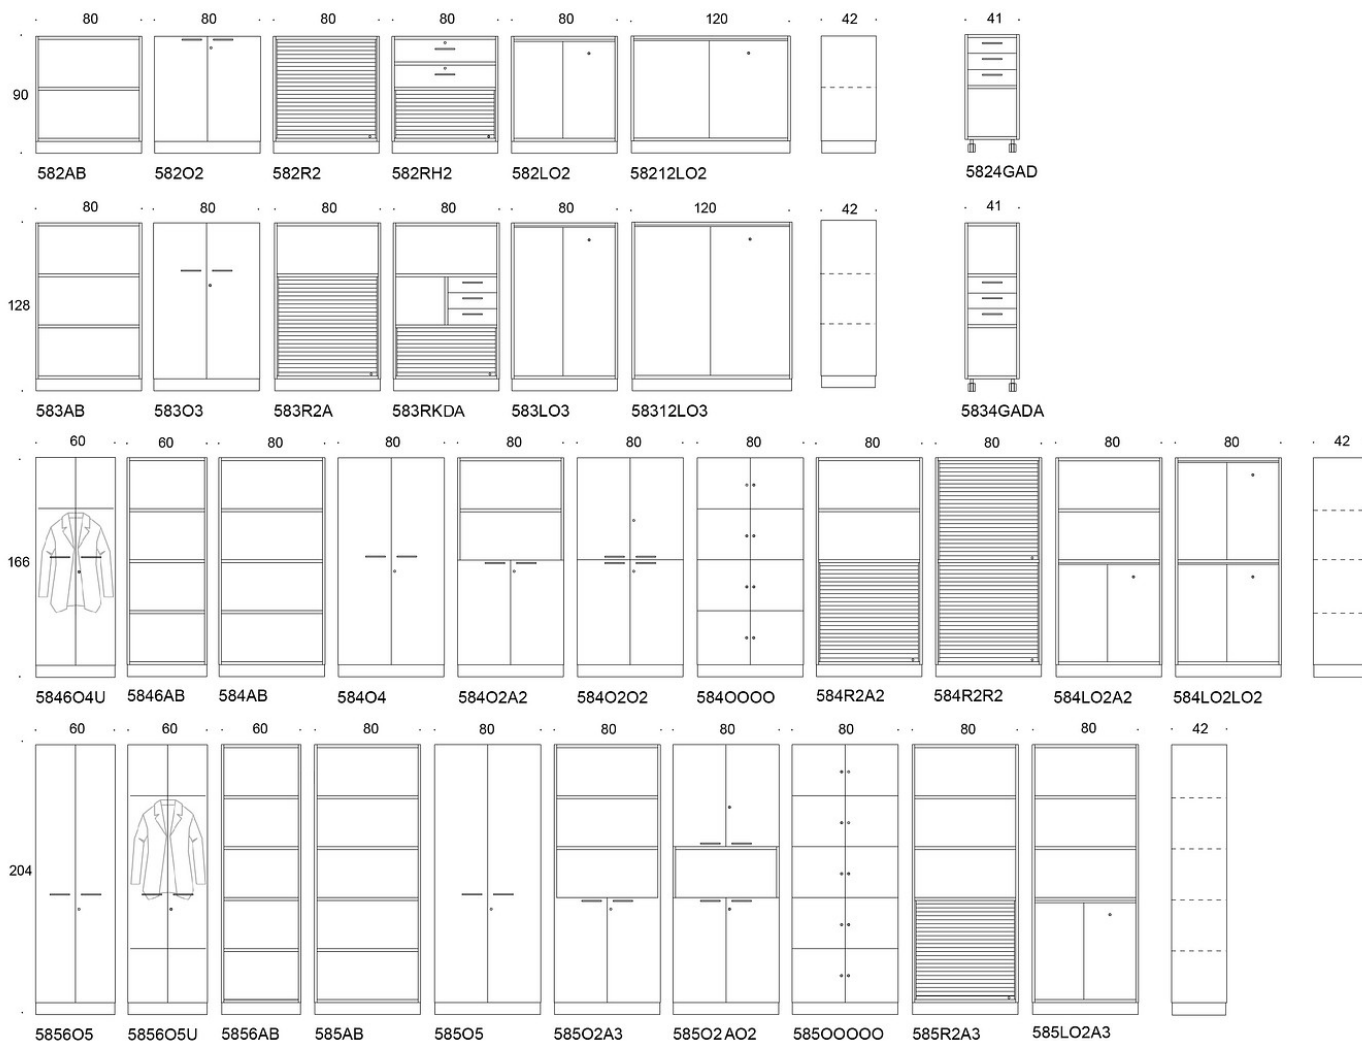 80 80 80 80 80 120 42 41
90
582AB 582O2 582R2 582RH2 582LO2 58212LO2 5824GAD
80 80 80 80 80 120 42 41
128
583AB 583O3 583R2A 583RKDA 583LO3 58312LO3 5834GADA
60 60 80 80 80 80 80 80 80 80 80 42
166
5846O4U 5846AB 584AB 584O4 584O2A2 584O2O2 584OOOO 584R2A2 584R2R2 584LO2A2 584LO2LO2
60 60 60 80 80 80 80 80 80 80 42
204
5856O5 5856O5U 5856AB 585AB 585O5 585O2A3 585O2AO2 585OOOOO 585R2A3 585LO2A3